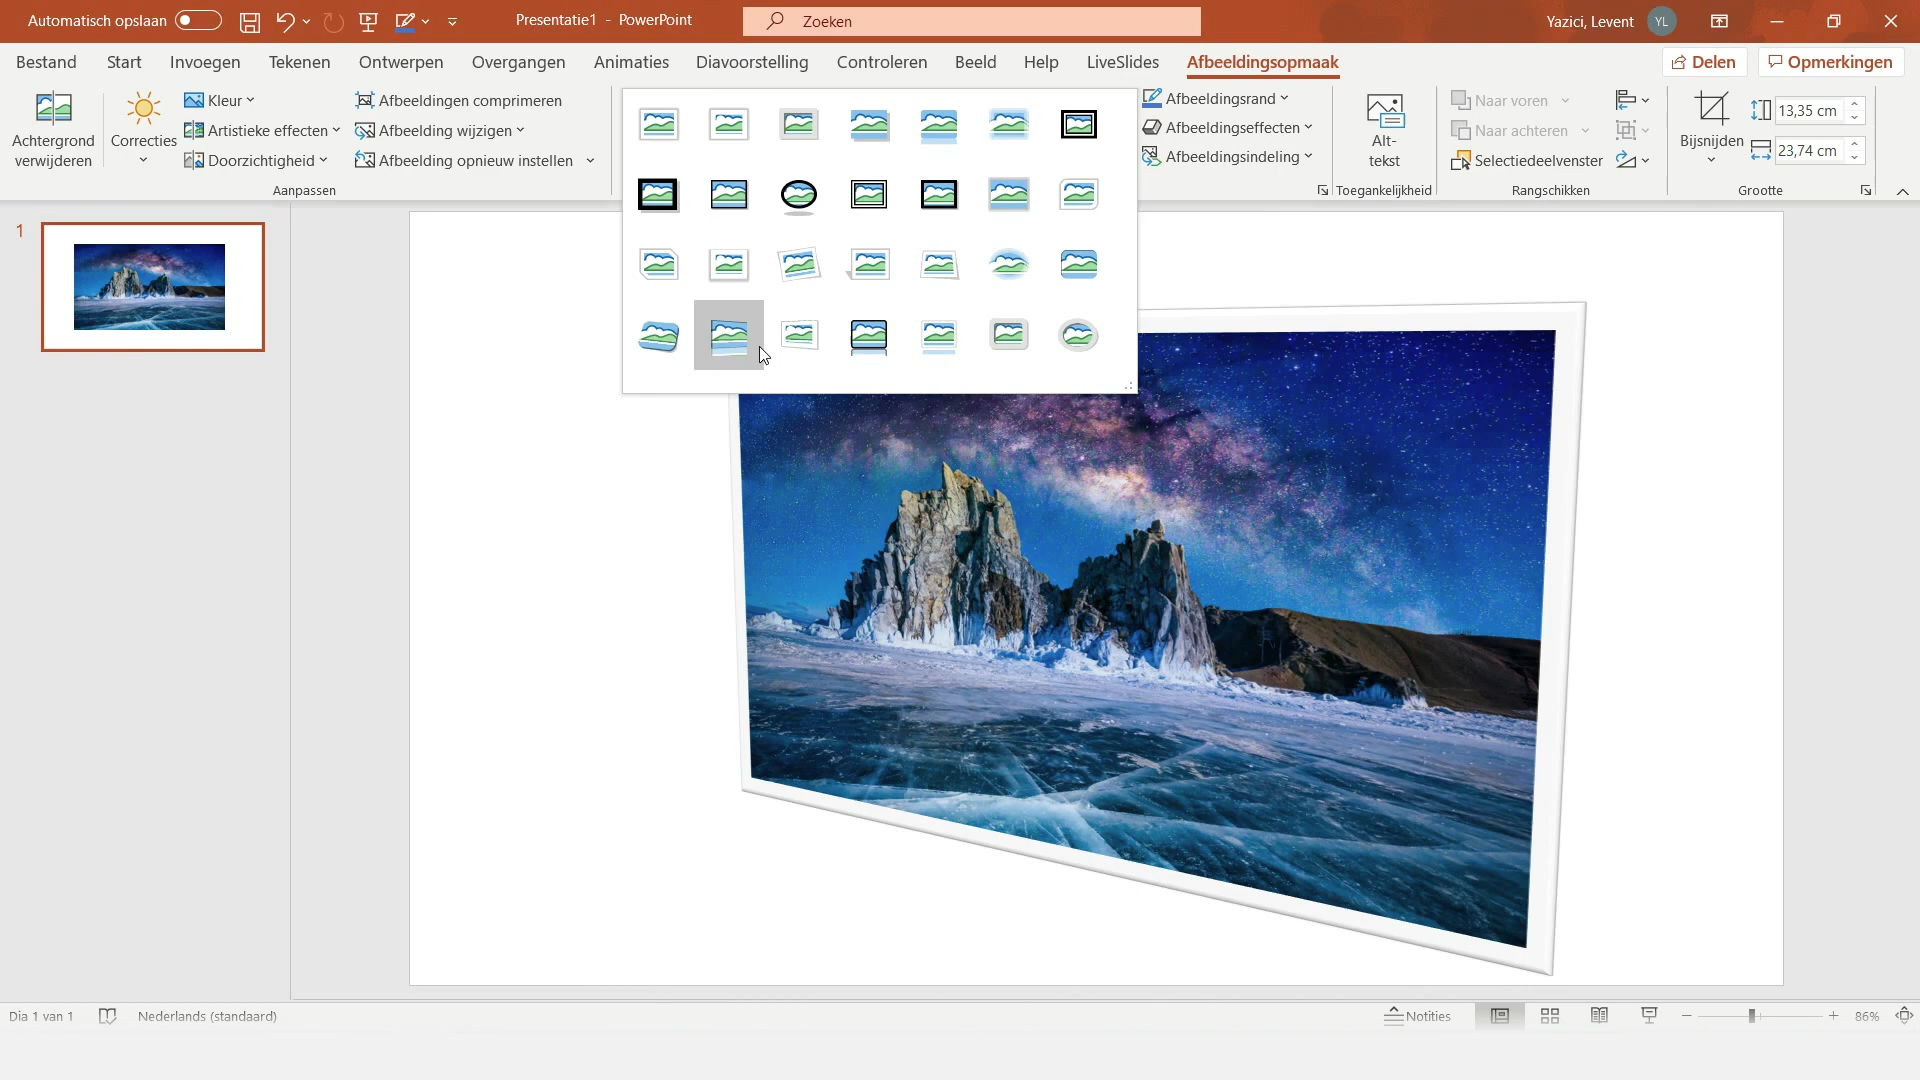 Automatisch opslaan
Presentatie1 - PowerPoint
Zoeken
Yazici, Levent
YL
Bestand
Start
Invoegen
Tekenen
Ontwerpen
Overgangen
Animaties
Diavoorstelling
Controleren
Beeld
Help
LiveSlides
Afbeeldingsopmaak
Delen
Opmerkingen
Achtergrond
verwijderen
Correcties
Kleur
Artistieke effecten
Doorzichtigheid
Afbeeldingen comprimeren
Afbeelding wijzigen
Afbeelding opnieuw instellen
Aanpassen
Afbeeldingsrand
Afbeeldingseffecten
Afbeeldingsindeling
Alt-
tekst
Toegankelijkheid
Naar voren
Naar achteren
Selectiedeelvenster
Rangschikken
Bijsnijden
13,35 cm
23,74 cm
Grootte
1
Dia 1 van 1
Nederlands (standaard)
Notities
86%